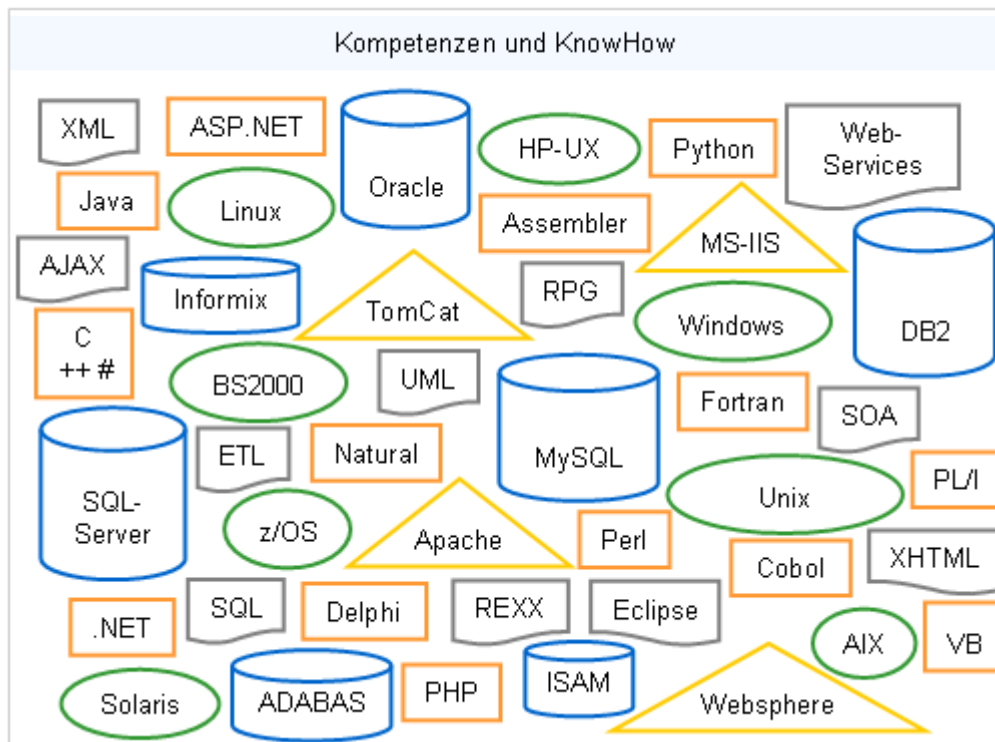 Kompetenzen und KnowHow
XML
ASP.NET
Oracle
HP-UX
Python
Web-
Services
Java
Linux
Assembler
MS-IIS
AJAX
Informix
TomCat
RPG
Windows
DB2
C
++ #
BS2000
UML
MySQL
Fortran
SOA
SQL-
Server
ETL
Natural
Unix
PL/I
z/OS
Apache
Perl
Cobol
XHTML
.NET
SQL
Delphi
REXX
Eclipse
AIX
VB
Solaris
ADABAS
PHP
ISAM
Websphere